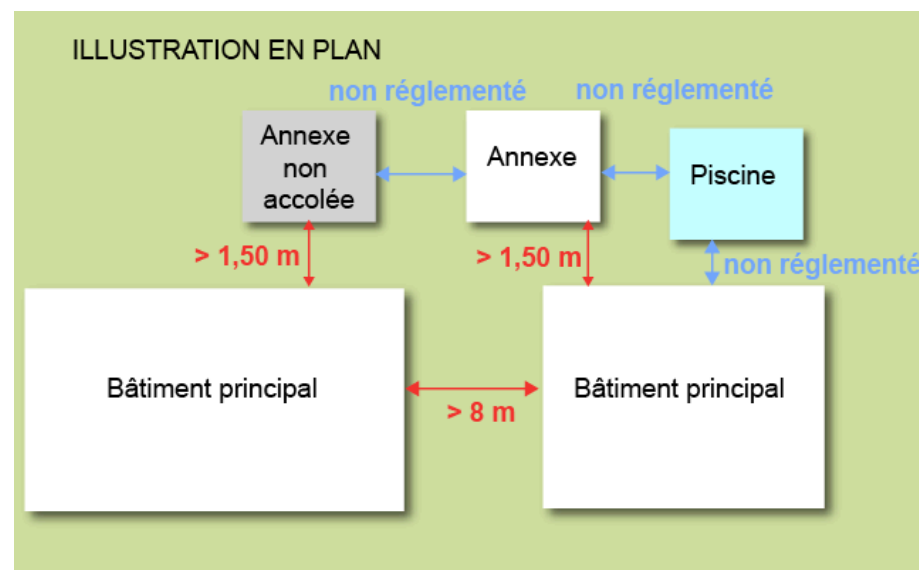 ILLUSTRATION EN PLAN
non réglementé
non réglementé
Annexe
non
accolée
Annexe
Piscine
> 1,50 m
> 1,50 m
non réglementé
Bâtiment principal
Bâtiment principal
> 8 m